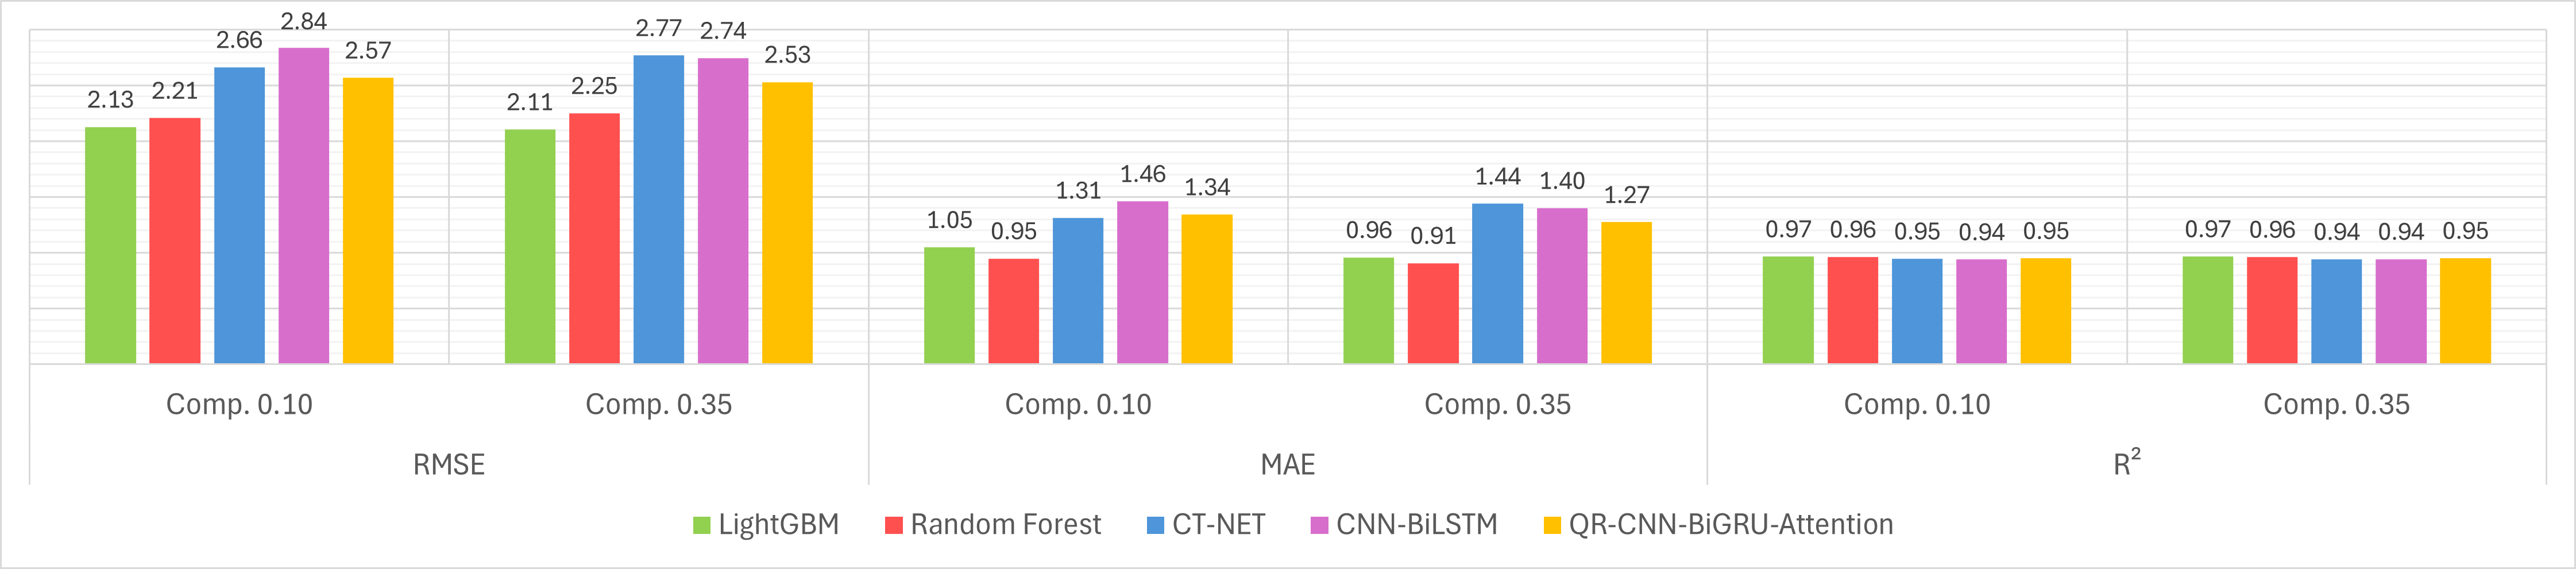 2.13 2.21 2.66 2.84 2.57 2.11 2.25 2.77 2.74 2.53 1.05 0.95 1.31 1.46 1.34 0.96 0.91 1.44 1.40 1.27 0.97 0.96 0.95 0.94 0.95 0.97 0.96 0.94 0.94 0.95
Comp. 0.10 Comp. 0.35 Comp. 0.10 Comp. 0.35 Comp. 0.10 Comp. 0.35
RMSE MAE R²
LightGBM Random Forest CT-NET CNN-BiLSTM QR-CNN-BiGRU-Attention